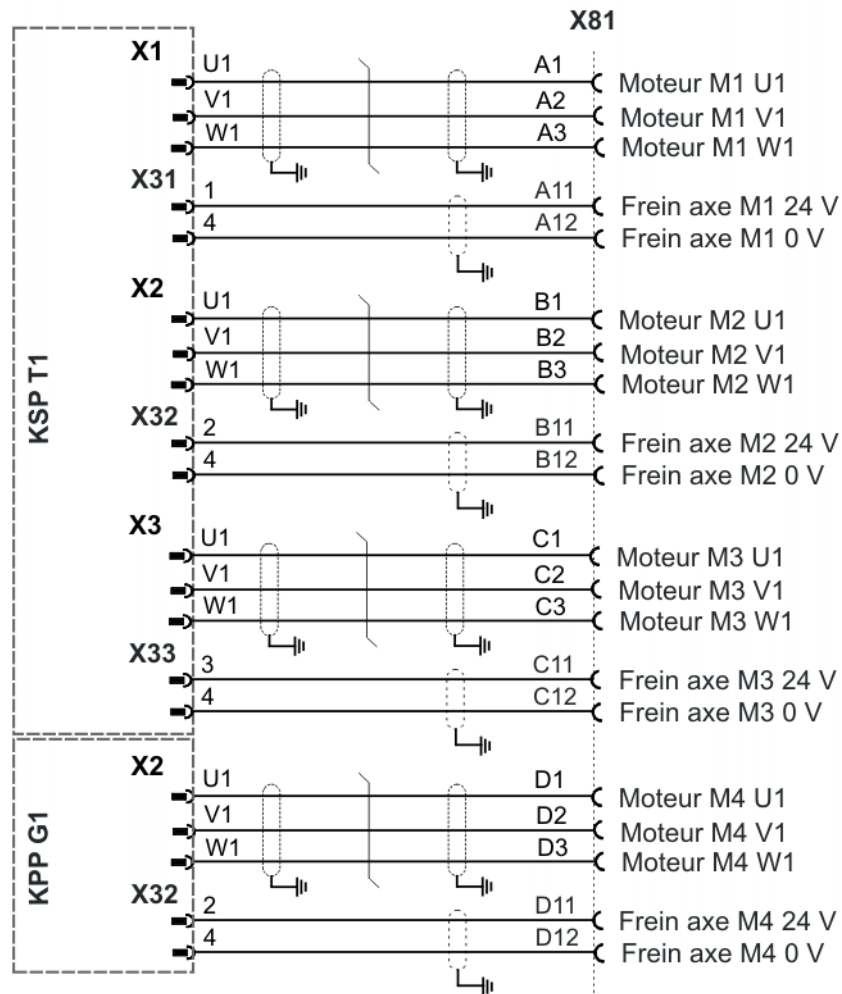 X81
X1
U1 A1 Moteur M1 U1
V1 A2 Moteur M1 V1
W1 A3 Moteur M1 W1
X31
1 A11 Frein axe M1 24 V
4 A12 Frein axe M1 0 V
X2
U1 B1 Moteur M2 U1
V1 B2 Moteur M2 V1
W1 B3 Moteur M2 W1
X32
2 B11 Frein axe M2 24 V
4 B12 Frein axe M2 0 V
KSP T1
X3
U1 C1 Moteur M3 U1
V1 C2 Moteur M3 V1
W1 C3 Moteur M3 W1
X33
3 C11 Frein axe M3 24 V
4 C12 Frein axe M3 0 V
X2
U1 D1 Moteur M4 U1
V1 D2 Moteur M4 V1
W1 D3 Moteur M4 W1
KPP G1
X32
2 D11 Frein axe M4 24 V
4 D12 Frein axe M4 0 V